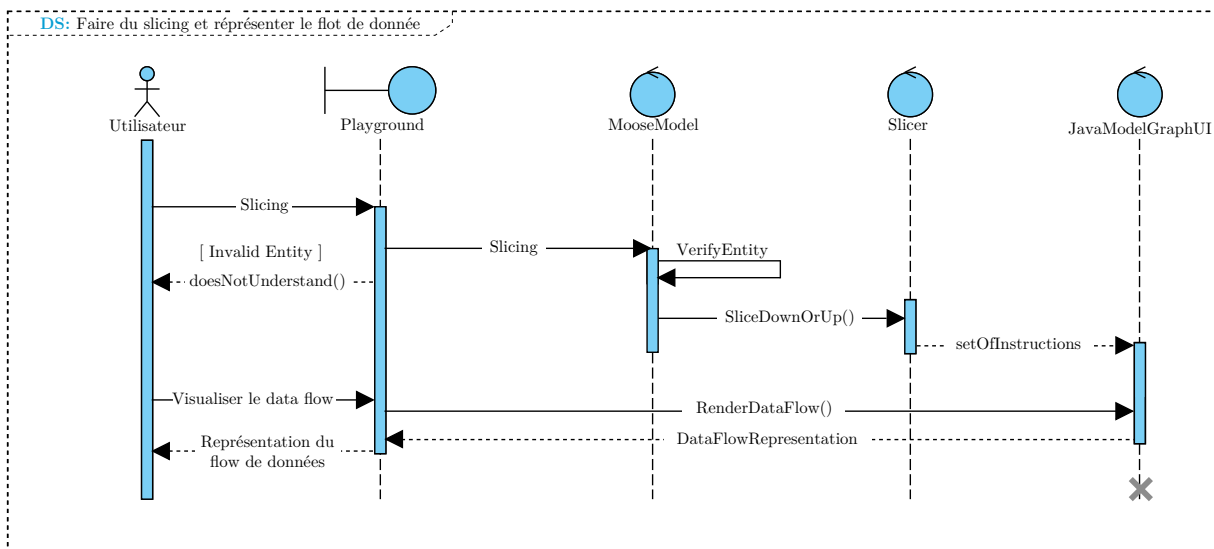 DS: Faire du slicing et réprésenter le flot de donnée
Utilisateur
Playground
MooseModel
Slicer
JavaModelGraphUI
Slicing
Slicing
[ Invalid Entity ]
VerifyEntity
doesNotUnderstand()
SliceDownOrUp()
setOfInstructions
Visualiser le data flow
RenderDataFlow()
DataFlowRepresentation
Représentation du
flow de données